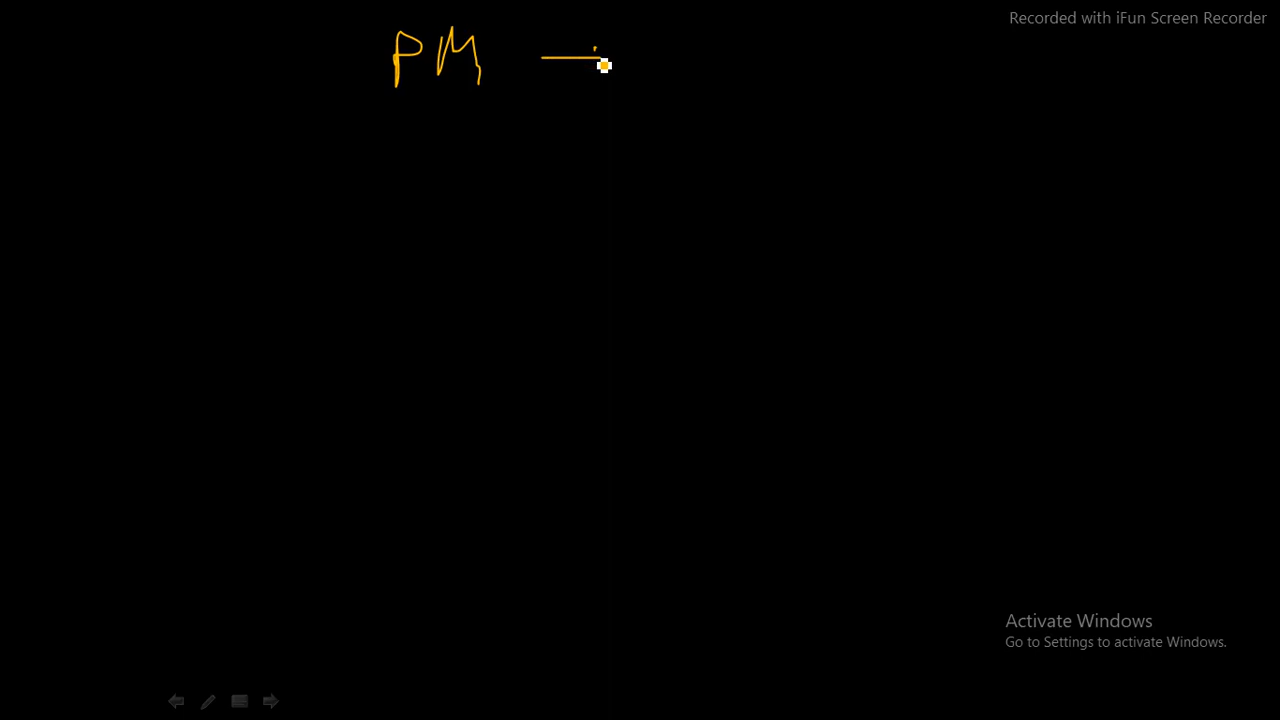 Recorded with iFun Screen Recorder
PM —
Activate Windows
Go to Settings to activate Windows.